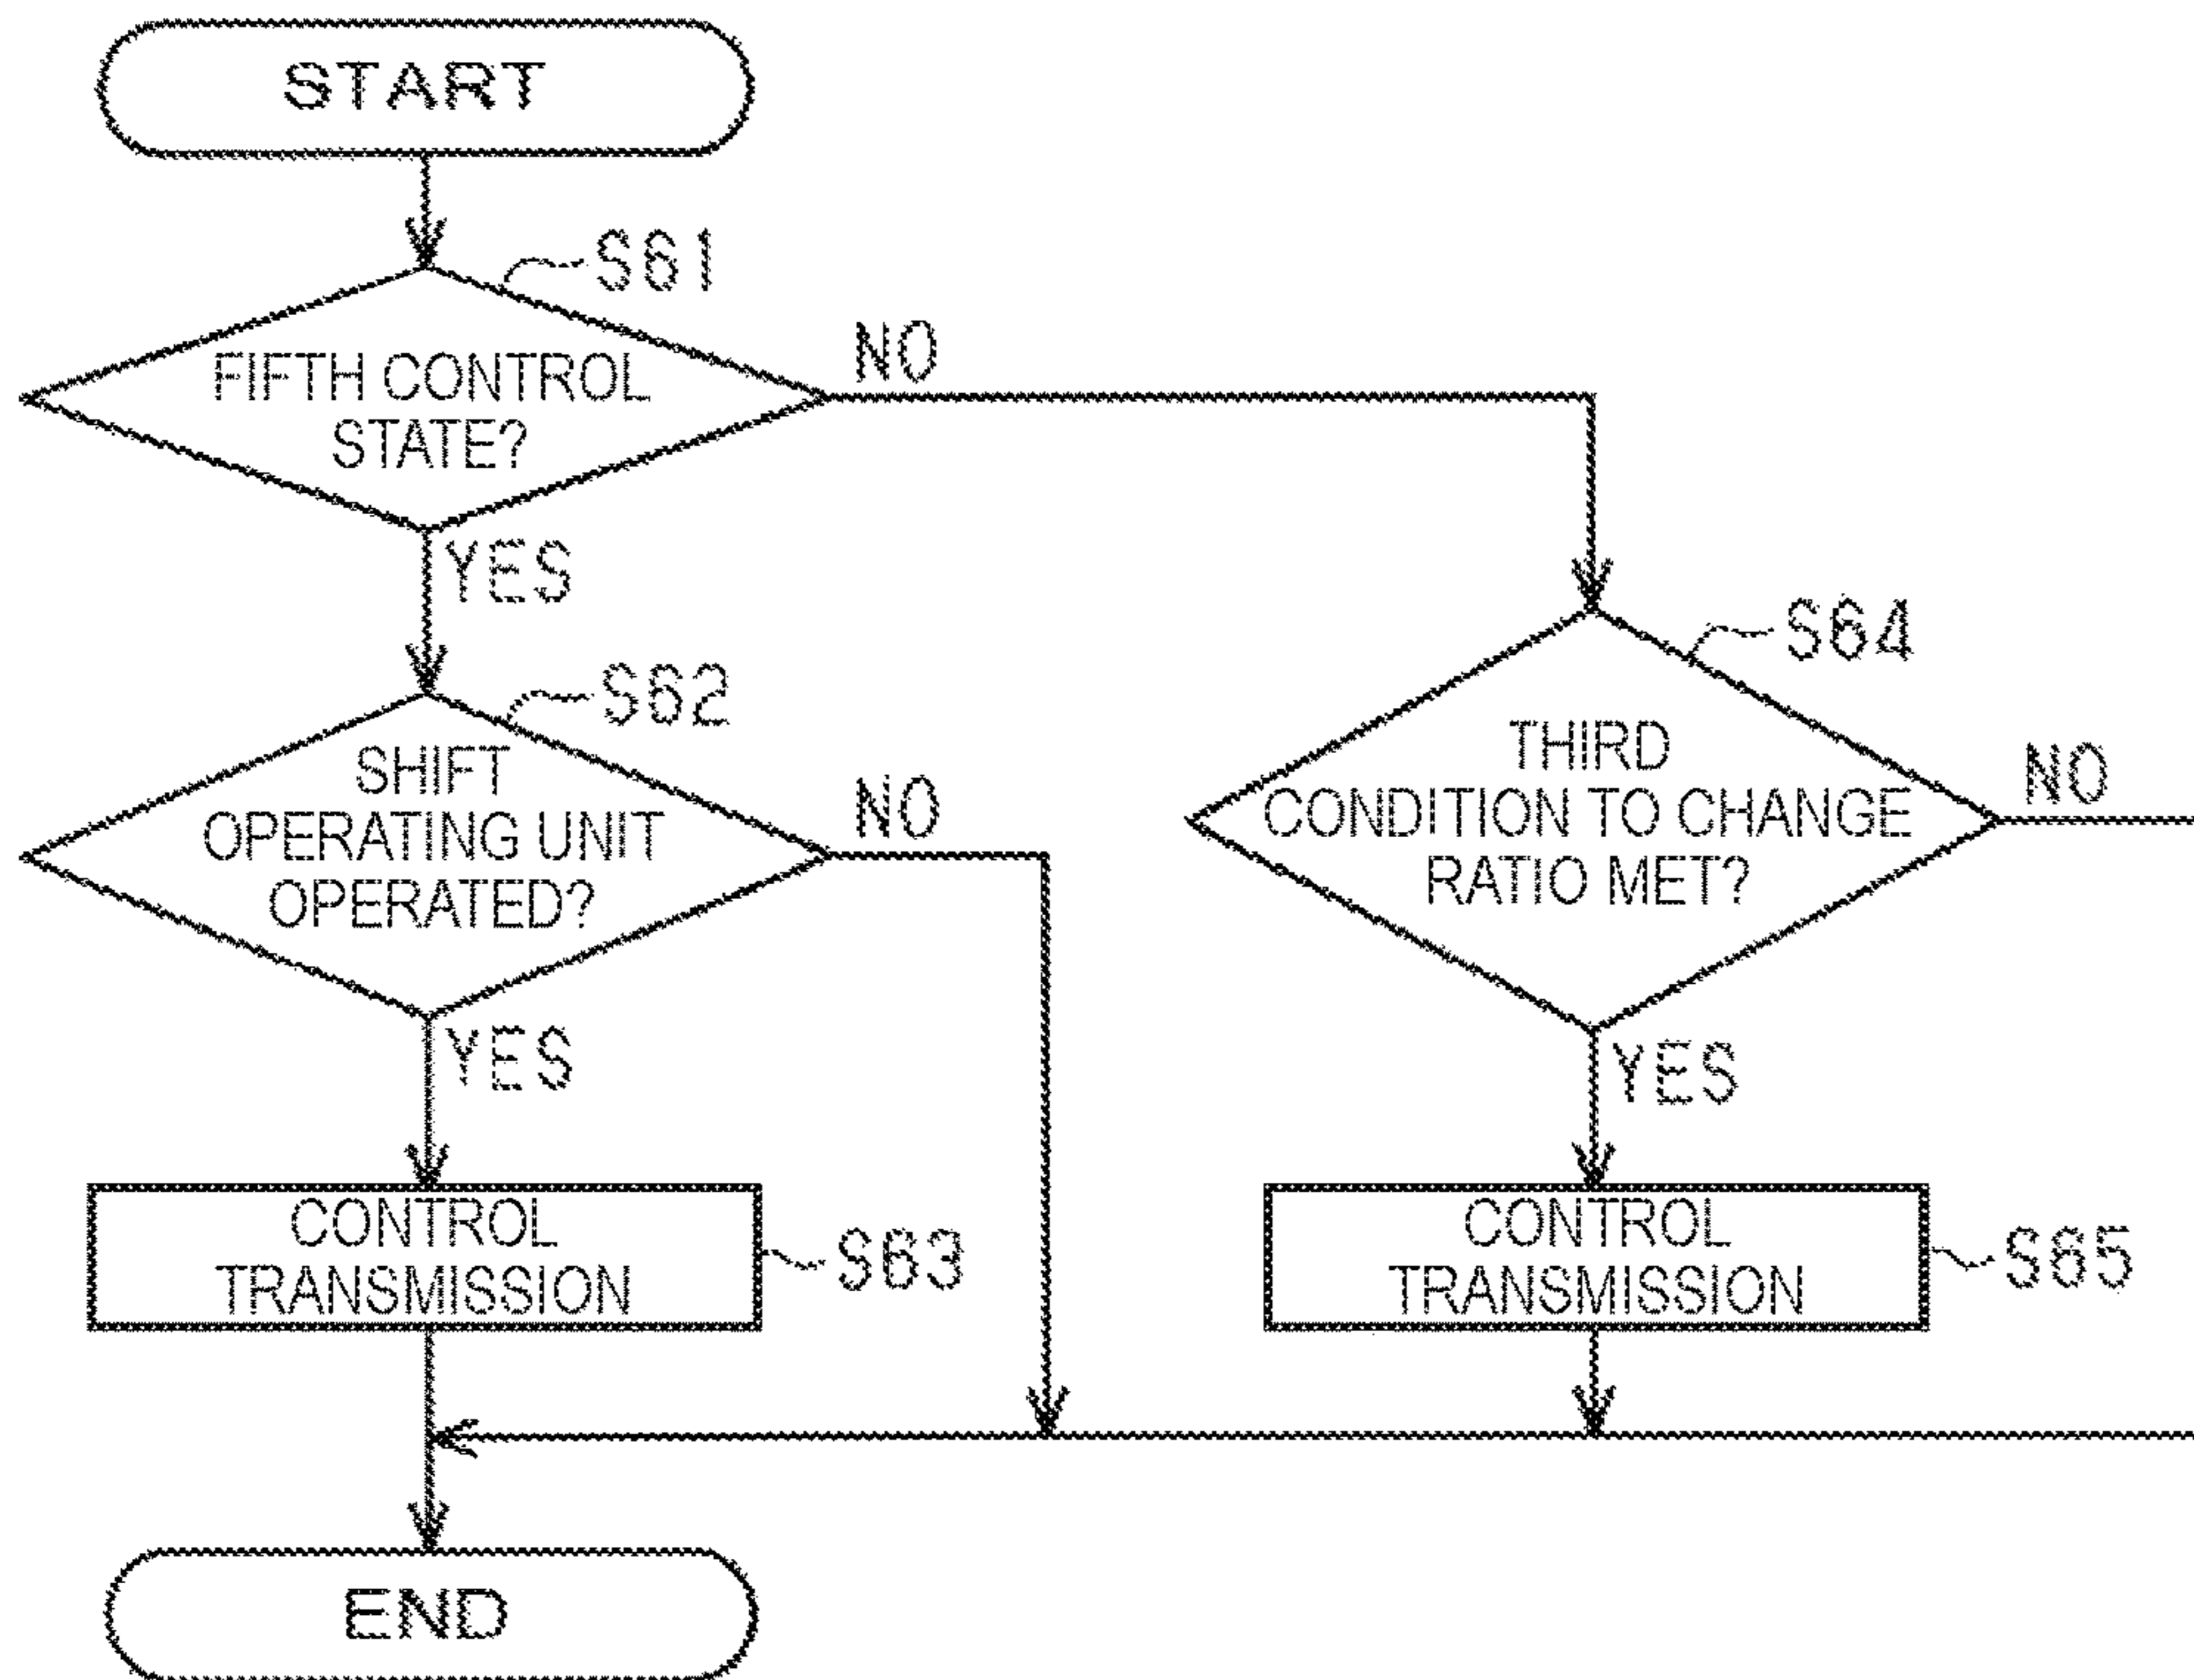 START
S61
FIFTH CONTROL
STATE?
NO
YES
S62
SHIFT
OPERATING UNIT
OPERATED?
NO
YES
CONTROL
TRANSMISSION
S63
S64
THIRD
CONDITION TO CHANGE
RATIO MET?
NO
YES
CONTROL
TRANSMISSION
S65
END